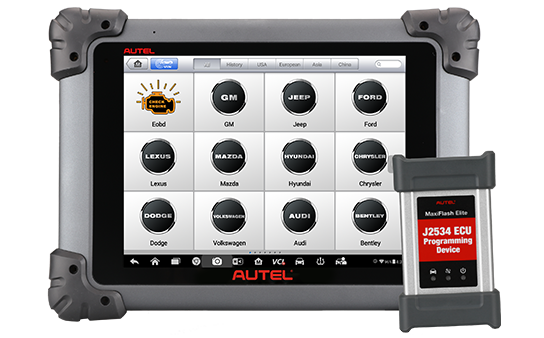 AUTEL
All History USA European Asia China
CHECK
ENGINE
GM
JEEP
FORD
Eobd
GM
Jeep
Ford
LEXUS
MAZDA
HYUNDAI
CHRYSLER
Lexus
Mazda
Hyundai
Chrysler
DODGE
VOLKSWAGEN
AUDI
BENTLEY
Dodge
Volkswagen
Audi
Bentley
VCI
AUTEL
AUTEL
MaxiFlash Elite
J2534 ECU
Programming
Device